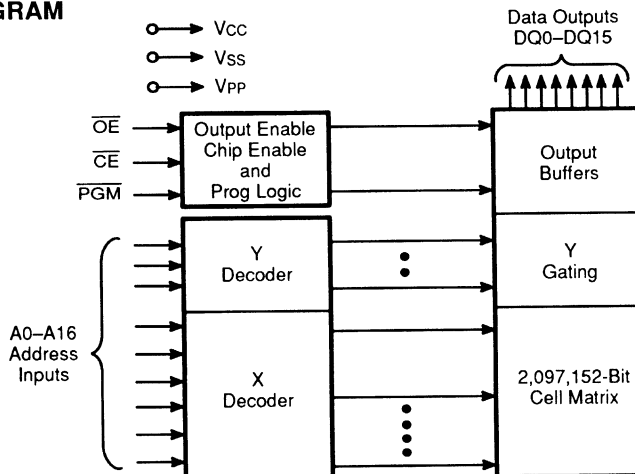 GRAM
VCC
VSS
VPP
Data Outputs
DQ0–DQ15
OE
CE
PGM
Output Enable
Chip Enable
and
Prog Logic
Output
Buffers
Y
Decoder
Y
Gating
A0–A16
Address
Inputs
X
Decoder
2,097,152-Bit
Cell Matrix